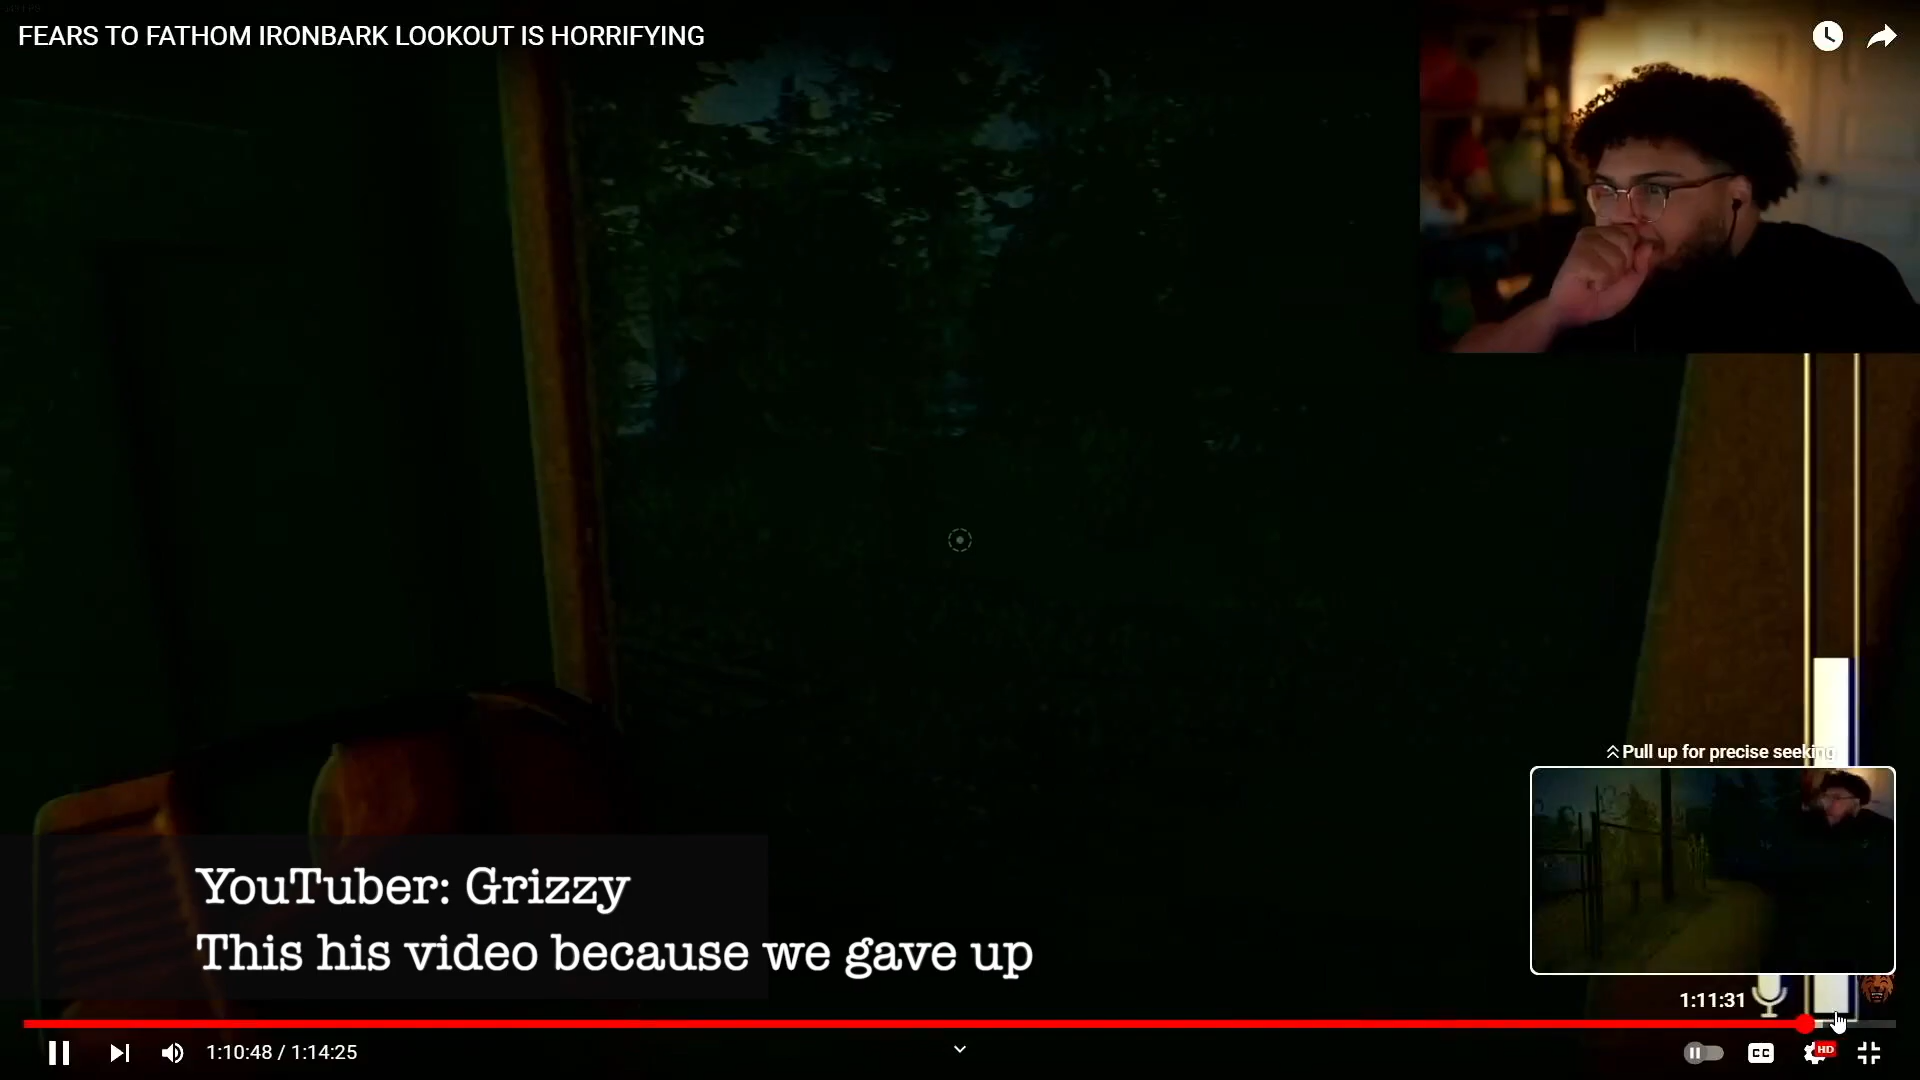 FEARS TO FATHOM IRONBARK LOOKOUT IS HORRIFYING
Pull up for precise seeking
YouTuber: Grizzy
This his video because we gave up
1:11:31
1:10:48 / 1:14:25
CC
HD